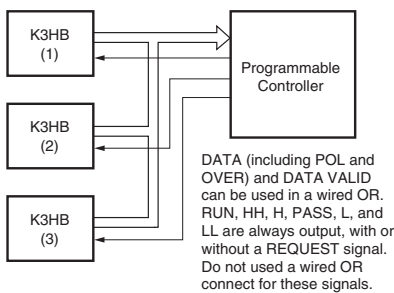 K3HB
(1)
Programmable
Controller
K3HB
(2)
K3HB
(3)
DATA (including POL and
OVER) and DATA VALID
can be used in a wired OR.
RUN, HH, H, PASS, L, and
LL are always output, with or
without a REQUEST signal.
Do not used a wired OR
connect for these signals.